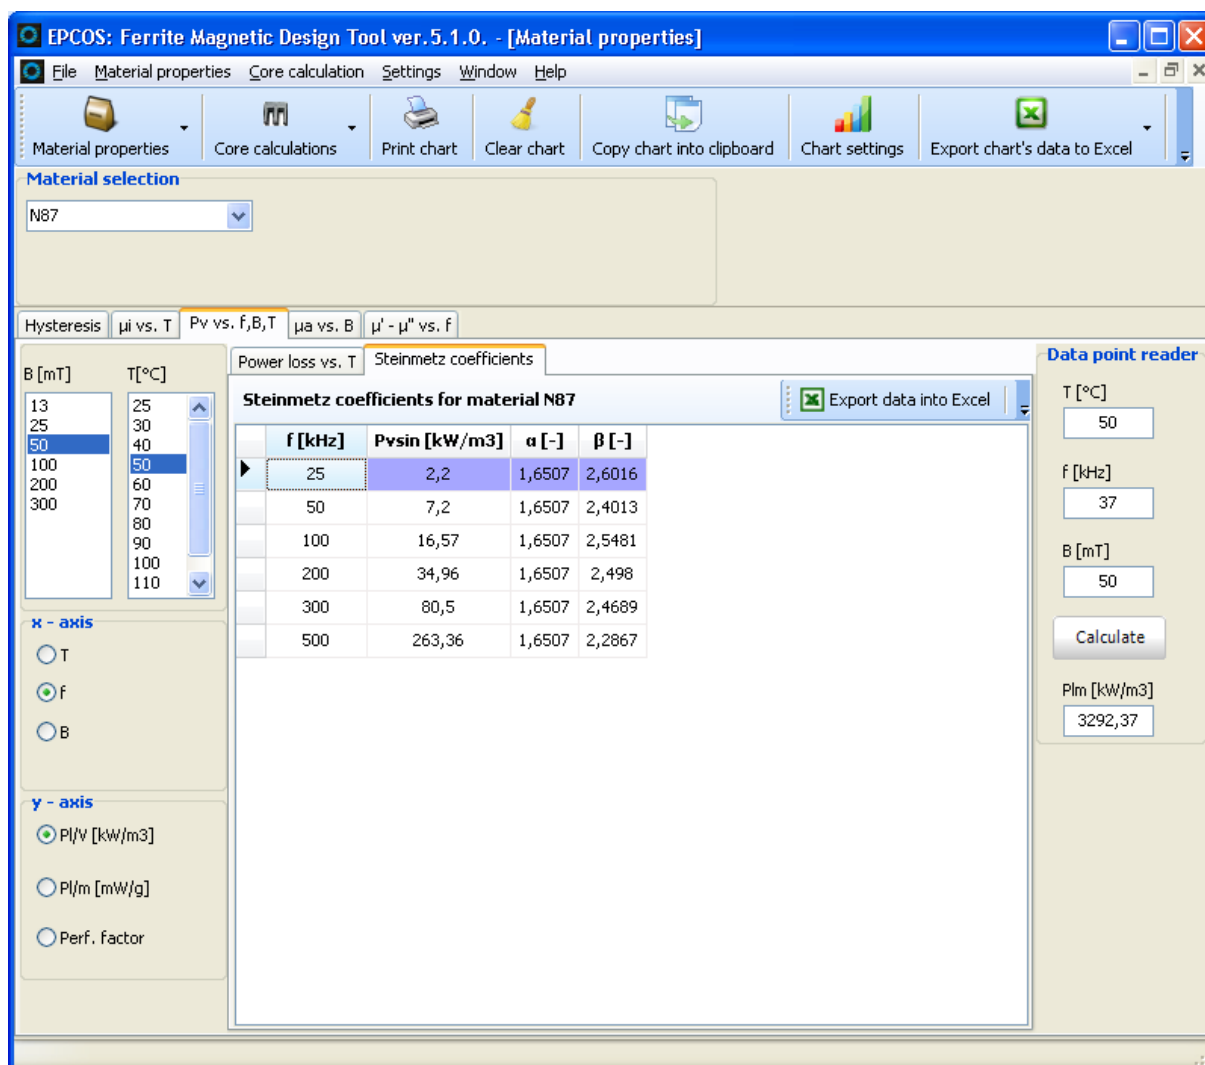 EPCOS: Ferrite Magnetic Design Tool ver.5.1.0. - [Material properties]
File Material properties Core calculation Settings Window Help
Material properties Core calculations Print chart Clear chart Copy chart into clipboard Chart settings Export chart's data to Excel
Material selection
N87
Hysteresis μi vs. T Pv vs. f,B,T μa vs. B μ' - μ" vs. f
B [mT] T[°C]
13
25
50
100
200
300
25
30
40
50
60
70
80
90
100
110
x - axis
T
f
B
y - axis
Pl/V [kW/m3]
Pl/m [mW/g]
Perf. factor
Power loss vs. T Steinmetz coefficients
Steinmetz coefficients for material N87 Export data into Excel
f [kHz] Pvsin [kW/m3] α [-] β [-]
25 2,2 1,6507 2,6016
50 7,2 1,6507 2,4013
100 16,57 1,6507 2,5481
200 34,96 1,6507 2,498
300 80,5 1,6507 2,4689
500 263,36 1,6507 2,2867
Data point reader
T [°C]
50
f [kHz]
37
B [mT]
50
Calculate
Plm [kW/m3]
3292,37